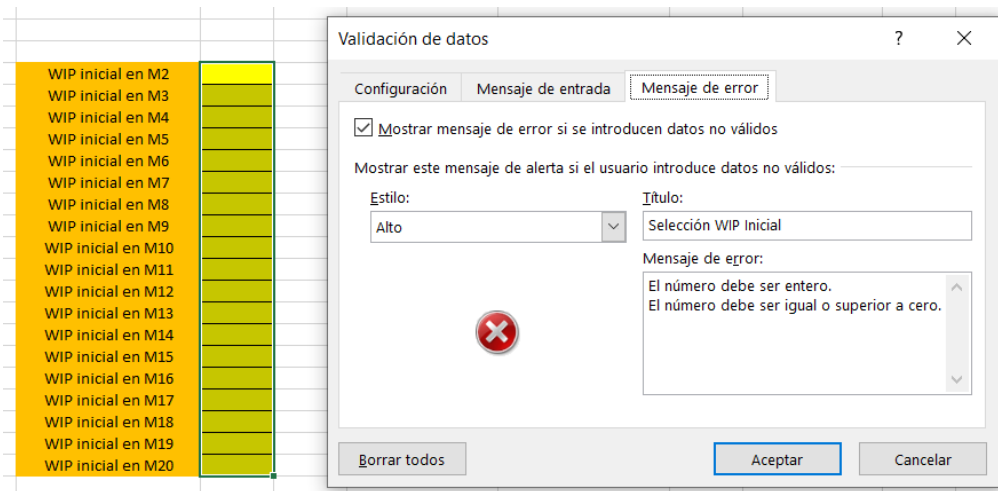 WIP inicial en M2
WIP inicial en M3
WIP inicial en M4
WIP inicial en M5
WIP inicial en M6
WIP inicial en M7
WIP inicial en M8
WIP inicial en M9
WIP inicial en M10
WIP inicial en M11
WIP inicial en M12
WIP inicial en M13
WIP inicial en M14
WIP inicial en M15
WIP inicial en M16
WIP inicial en M17
WIP inicial en M18
WIP inicial en M19
WIP inicial en M20
Validación de datos
?
Configuración
Mensaje de entrada
Mensaje de error
Mostrar mensaje de error si se introducen datos no válidos
Mostrar este mensaje de alerta si el usuario introduce datos no válidos:
Estilo:
Alto
Título:
Selección WIP Inicial
Mensaje de error:
El número debe ser entero.
El número debe ser igual o superior a cero.
Borrar todos
Aceptar
Cancelar